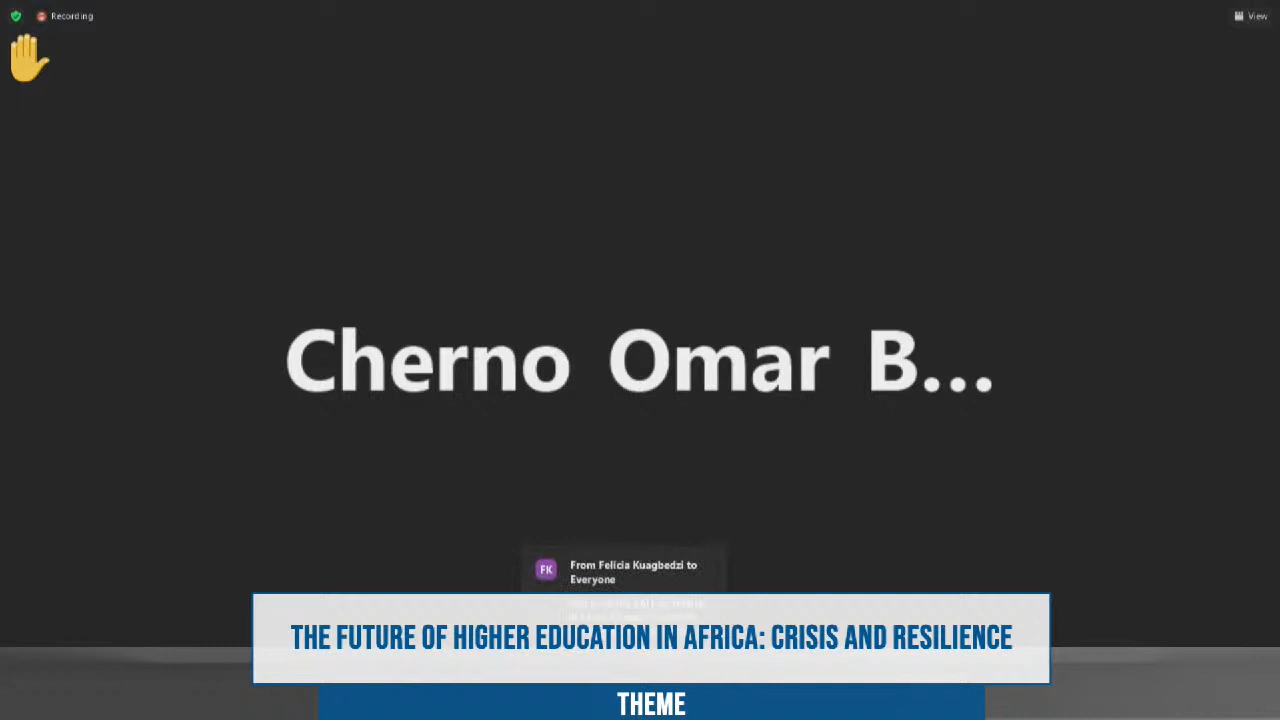 Recording
View
Cherno Omar B...
FK
From Felicia Kuagbedzi to
Everyone
THE FUTURE OF HIGHER EDUCATION IN AFRICA: CRISIS AND RESILIENCE
THEME